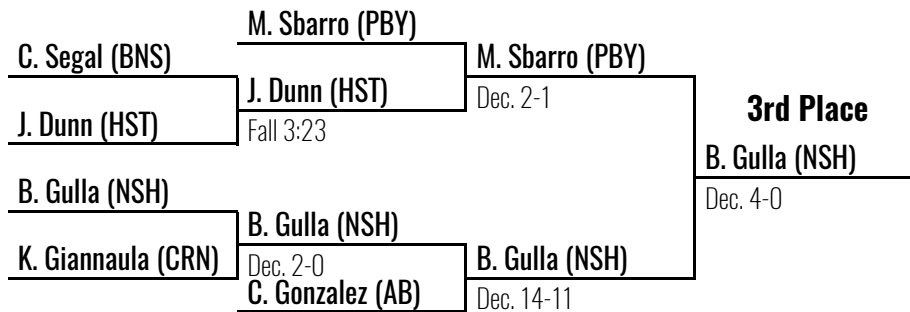 M. Sbarro (PBY)
C. Segal (BNS)
M. Sbarro (PBY)
J. Dunn (HST)
Dec. 2-1
3rd Place
J. Dunn (HST)
Fall 3:23
B. Gulla (NSH)
B. Gulla (NSH)
Dec. 4-0
B. Gulla (NSH)
K. Giannaula (CRN)
Dec. 2-0
B. Gulla (NSH)
C. Gonzalez (AB)
Dec. 14-11